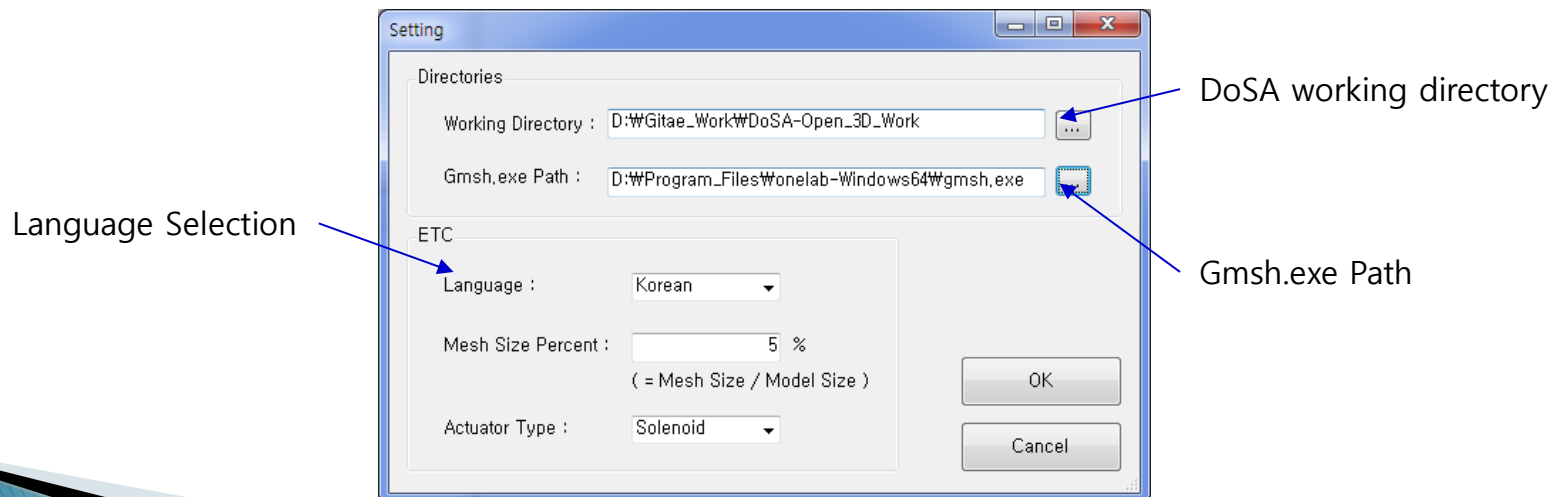 Setting
Directories
DoSA working directory
Working Directory : D:₩Gitae_Work₩DoSA-Open_3D_Work ...
Gmsh,exe Path : D:₩Program_Files₩onelab-Windows64₩gmsh,exe ...
Language Selection
ETC
Gmsh.exe Path
Language : Korean
Mesh Size Percent : 5 %
( = Mesh Size / Model Size )
OK
Actuator Type : Solenoid
Cancel